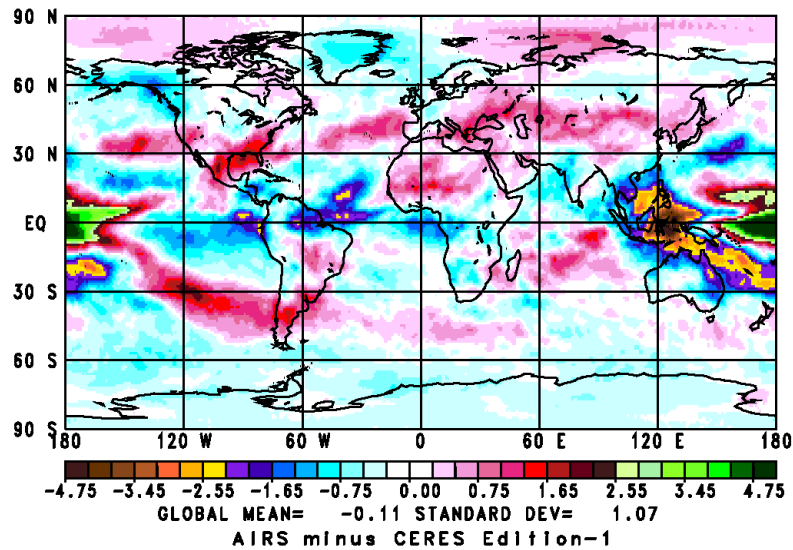 90 N
60 N
30 N
EQ
30 S
60 S
90 S
180 120 W 60 W 0 60 E 120 E 180
-4.75 -3.45 -2.55 -1.65 -0.75 0.00 0.75 1.65 2.55 3.45 4.75
GLOBAL MEAN= -0.11 STANDARD DEV= 1.07
AIRS minus CERES Edition-1